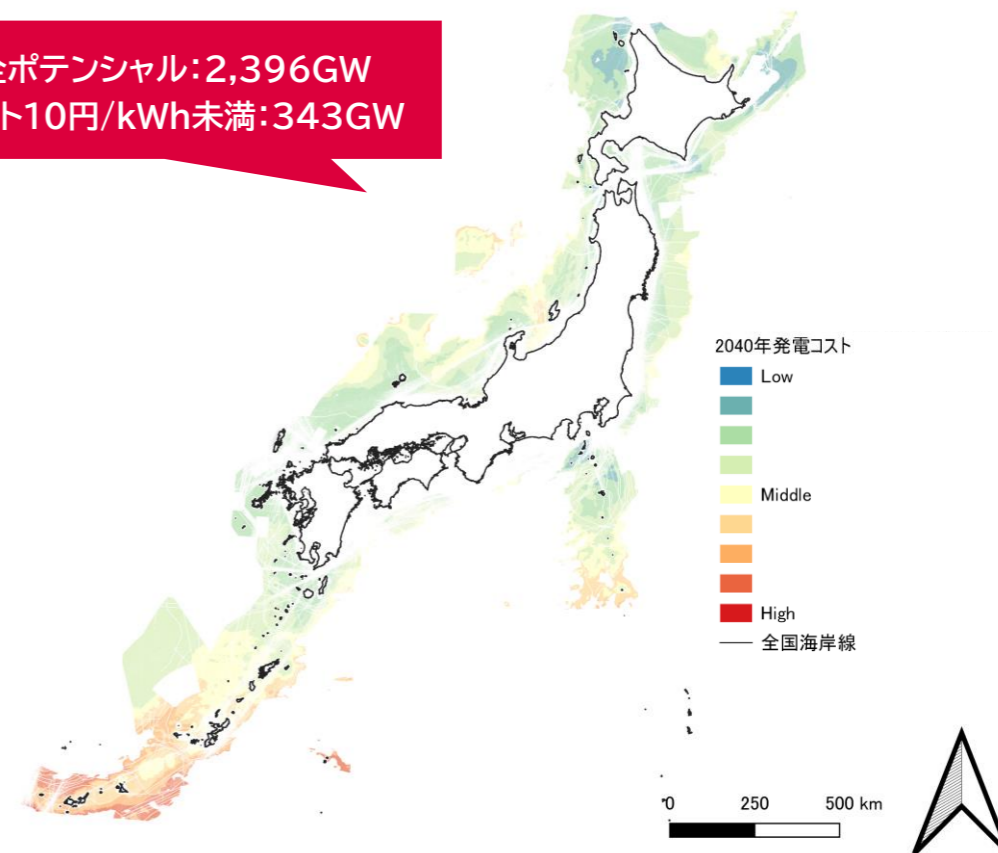 全ポテンシャル:2,396GW
ト10円/kWh未満:343GW
2040年発電コスト
Low
Middle
High
全国海岸線
0 250 500 km